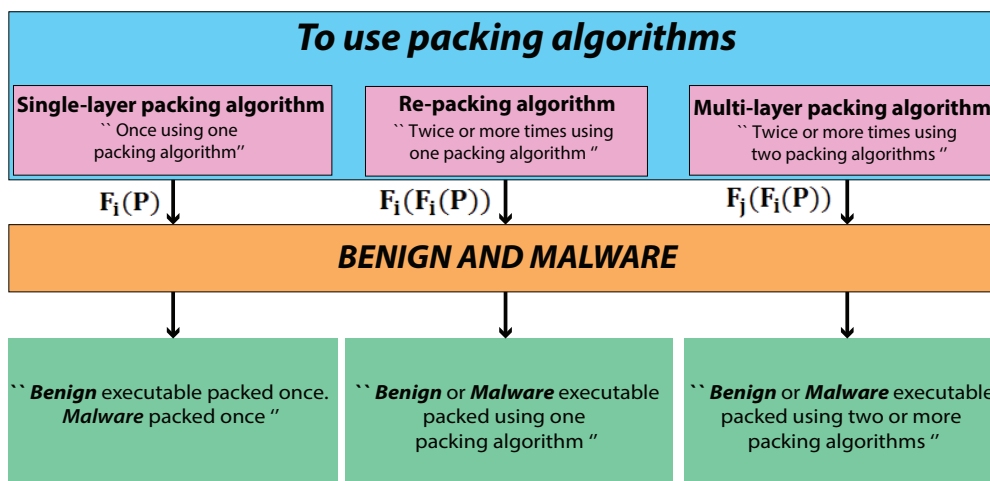 To use packing algorithms
Single-layer packing algorithm
`` Once using one
packing algorithm”
Re-packing algorithm
`` Twice or more times using
one packing algorithm ”
Multi-layer packing algorithm
`` Twice or more times using
two packing algorithms ”
Fi(P)
Fi(Fi(P))
Fj(Fi(P))
BENIGN AND MALWARE
`` Benign executable packed once.
Malware packed once ”
`` Benign or Malware executable
packed using one
packing algorithm ”
`` Benign or Malware executable
packed using two or more
packing algorithms ”